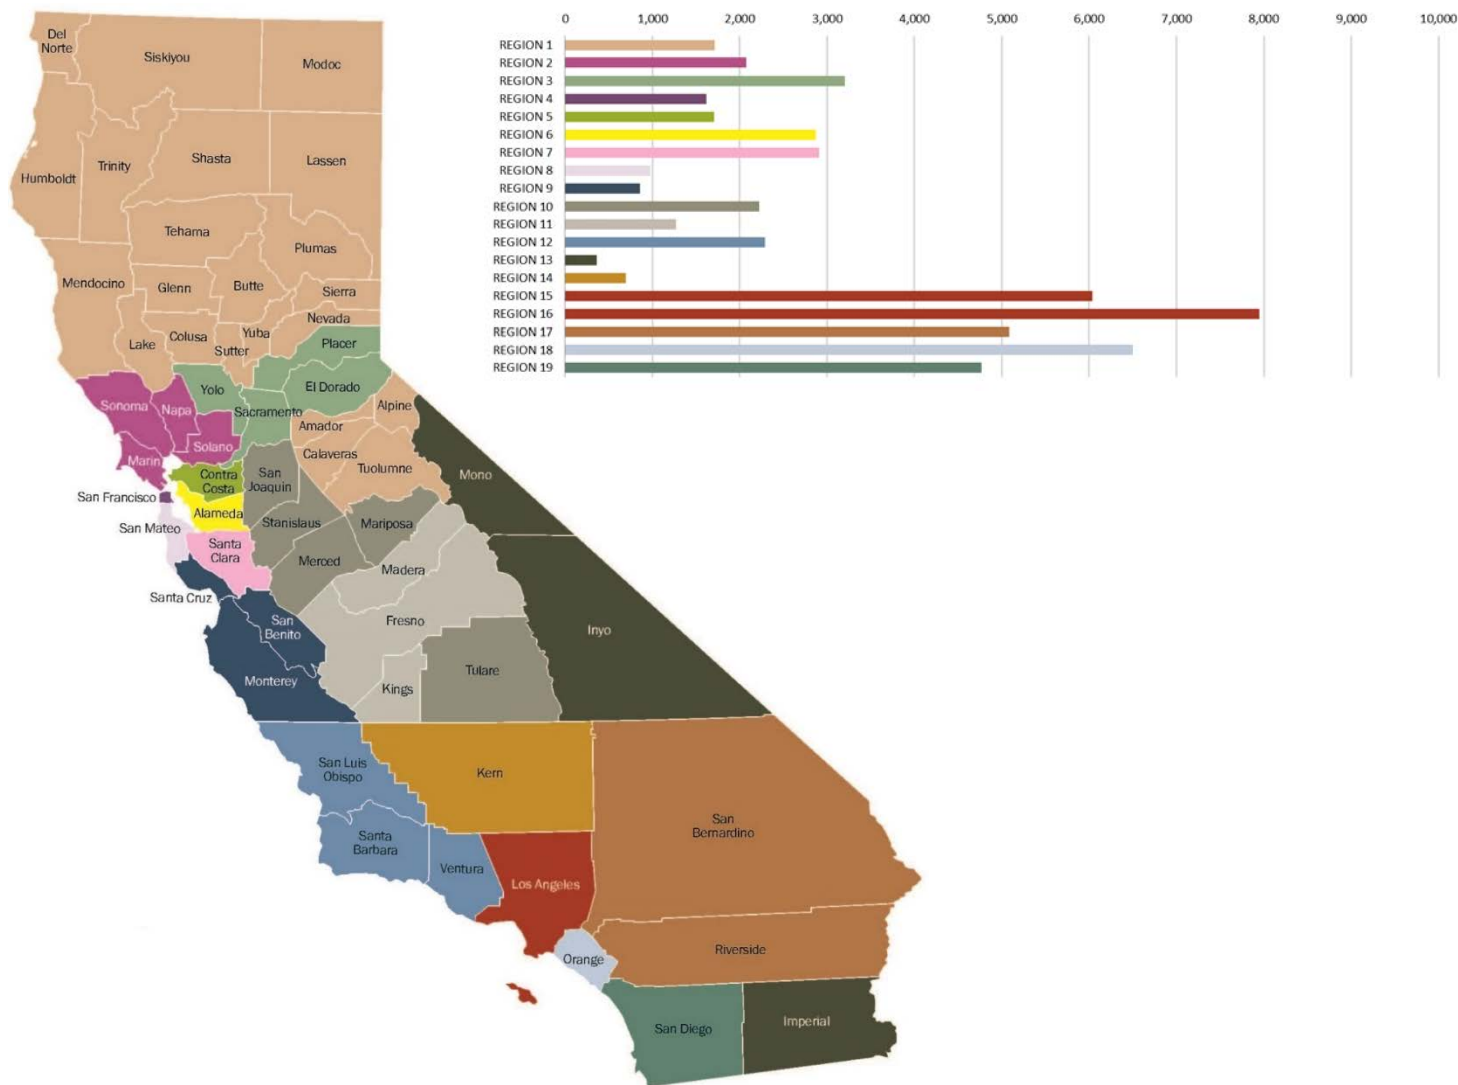 0 1,000 2,000 3,000 4,000 5,000 6,000 7,000 8,000 9,000 10,000
REGION 1
REGION 2
REGION 3
REGION 4
REGION 5
REGION 6
REGION 7
REGION 8
REGION 9
REGION 10
REGION 11
REGION 12
REGION 13
REGION 14
REGION 15
REGION 16
REGION 17
REGION 18
REGION 19
Del
Norte
Siskiyou
Modoc
Humboldt
Trinity
Shasta
Lassen
Tehama
Plumas
Mendocino
Glenn
Butte
Sierra
Nevada
Lake
Colusa
Sutter
Yuba
Placer
Yolo
El Dorado
Sonoma
Napa
Sacramento
Alpine
Amador
Solano
Marin
Calaveras
Tuolumne
Contra
Costa
San
Joaquin
Mono
San Francisco
Alameda
Stanislaus
Mariposa
San Mateo
Santa
Clara
Merced
Madera
Santa Cruz
San
Benito
Fresno
Inyo
Monterey
Kings
Tulare
San Luis
Obispo
Kern
San
Bernardino
Santa
Barbara
Ventura
Los Angeles
Orange
Riverside
San Diego
Imperial